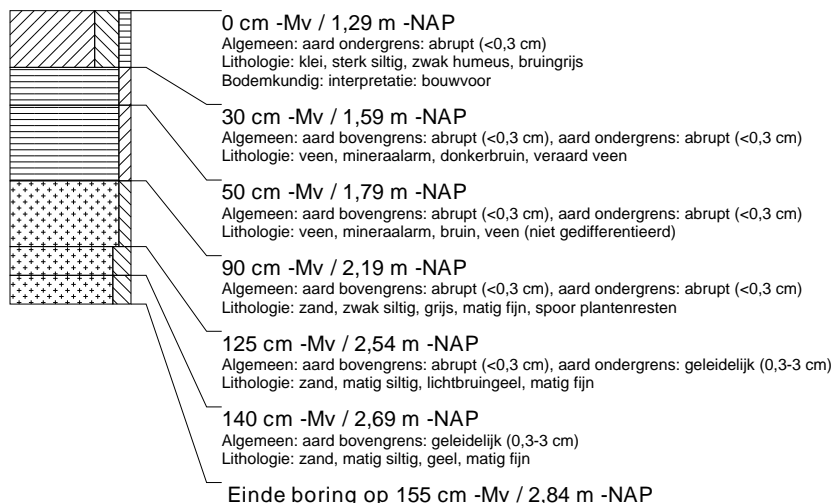 0 cm -Mv / 1,29 m -NAP
Algemeen: aard ondergrens: abrupt (<0,3 cm)
Lithologie: klei, sterk siltig, zwak humeus, bruingrijs
Bodemkundig: interpretatie: bouwvoor
30 cm -Mv / 1,59 m -NAP
Algemeen: aard bovengrens: abrupt (<0,3 cm), aard ondergrens: abrupt (<0,3 cm)
Lithologie: veen, mineraalarm, donkerbruin, veraard veen
50 cm -Mv / 1,79 m -NAP
Algemeen: aard bovengrens: abrupt (<0,3 cm), aard ondergrens: abrupt (<0,3 cm)
Lithologie: veen, mineraalarm, bruin, veen (niet gedifferentieerd)
90 cm -Mv / 2,19 m -NAP
Algemeen: aard bovengrens: abrupt (<0,3 cm), aard ondergrens: abrupt (<0,3 cm)
Lithologie: zand, zwak siltig, grijs, matig fijn, spoor plantenresten
125 cm -Mv / 2,54 m -NAP
Algemeen: aard bovengrens: abrupt (<0,3 cm), aard ondergrens: geleidelijk (0,3-3 cm)
Lithologie: zand, matig siltig, lichtbruingeel, matig fijn
140 cm -Mv / 2,69 m -NAP
Algemeen: aard bovengrens: geleidelijk (0,3-3 cm)
Lithologie: zand, matig siltig, geel, matig fijn
Einde boring op 155 cm -Mv / 2,84 m -NAP